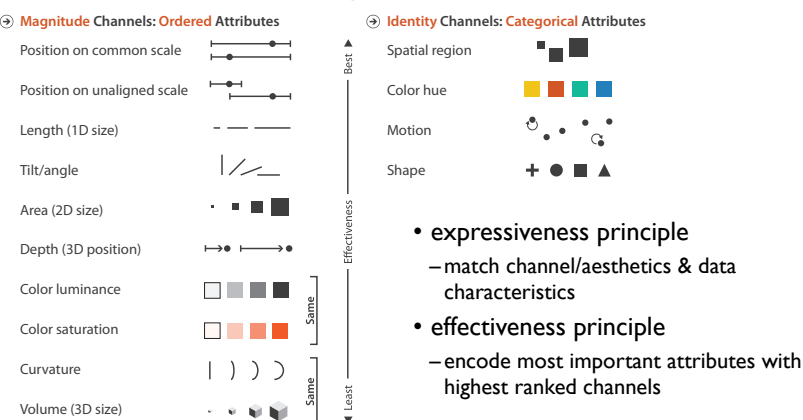 Magnitude Channels: Ordered Attributes
Position on common scale
Position on unaligned scale
Length (1D size)
Tilt/angle
Area (2D size)
Depth (3D position)
Color luminance
Color saturation
Curvature
Volume (3D size)
Same
Same
Best
Effectiveness
Least
Identity Channels: Categorical Attributes
Spatial region
Color hue
Motion
Shape
• expressiveness principle
–match channel/aesthetics & data
characteristics
• effectiveness principle
–encode most important attributes with
highest ranked channels